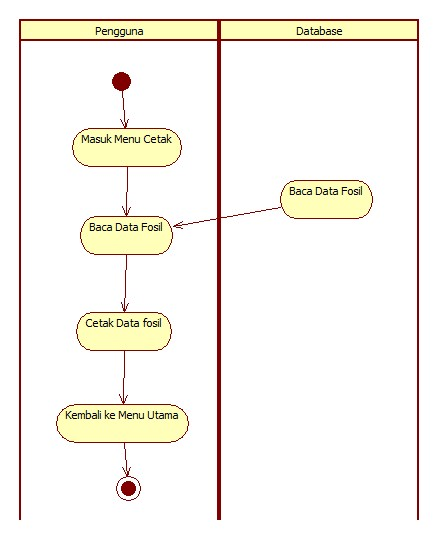 Pengguna
Database
Masuk Menu Cetak
Baca Data Fosil
Baca Data Fosil
Cetak Data fosil
Kembali ke Menu Utama